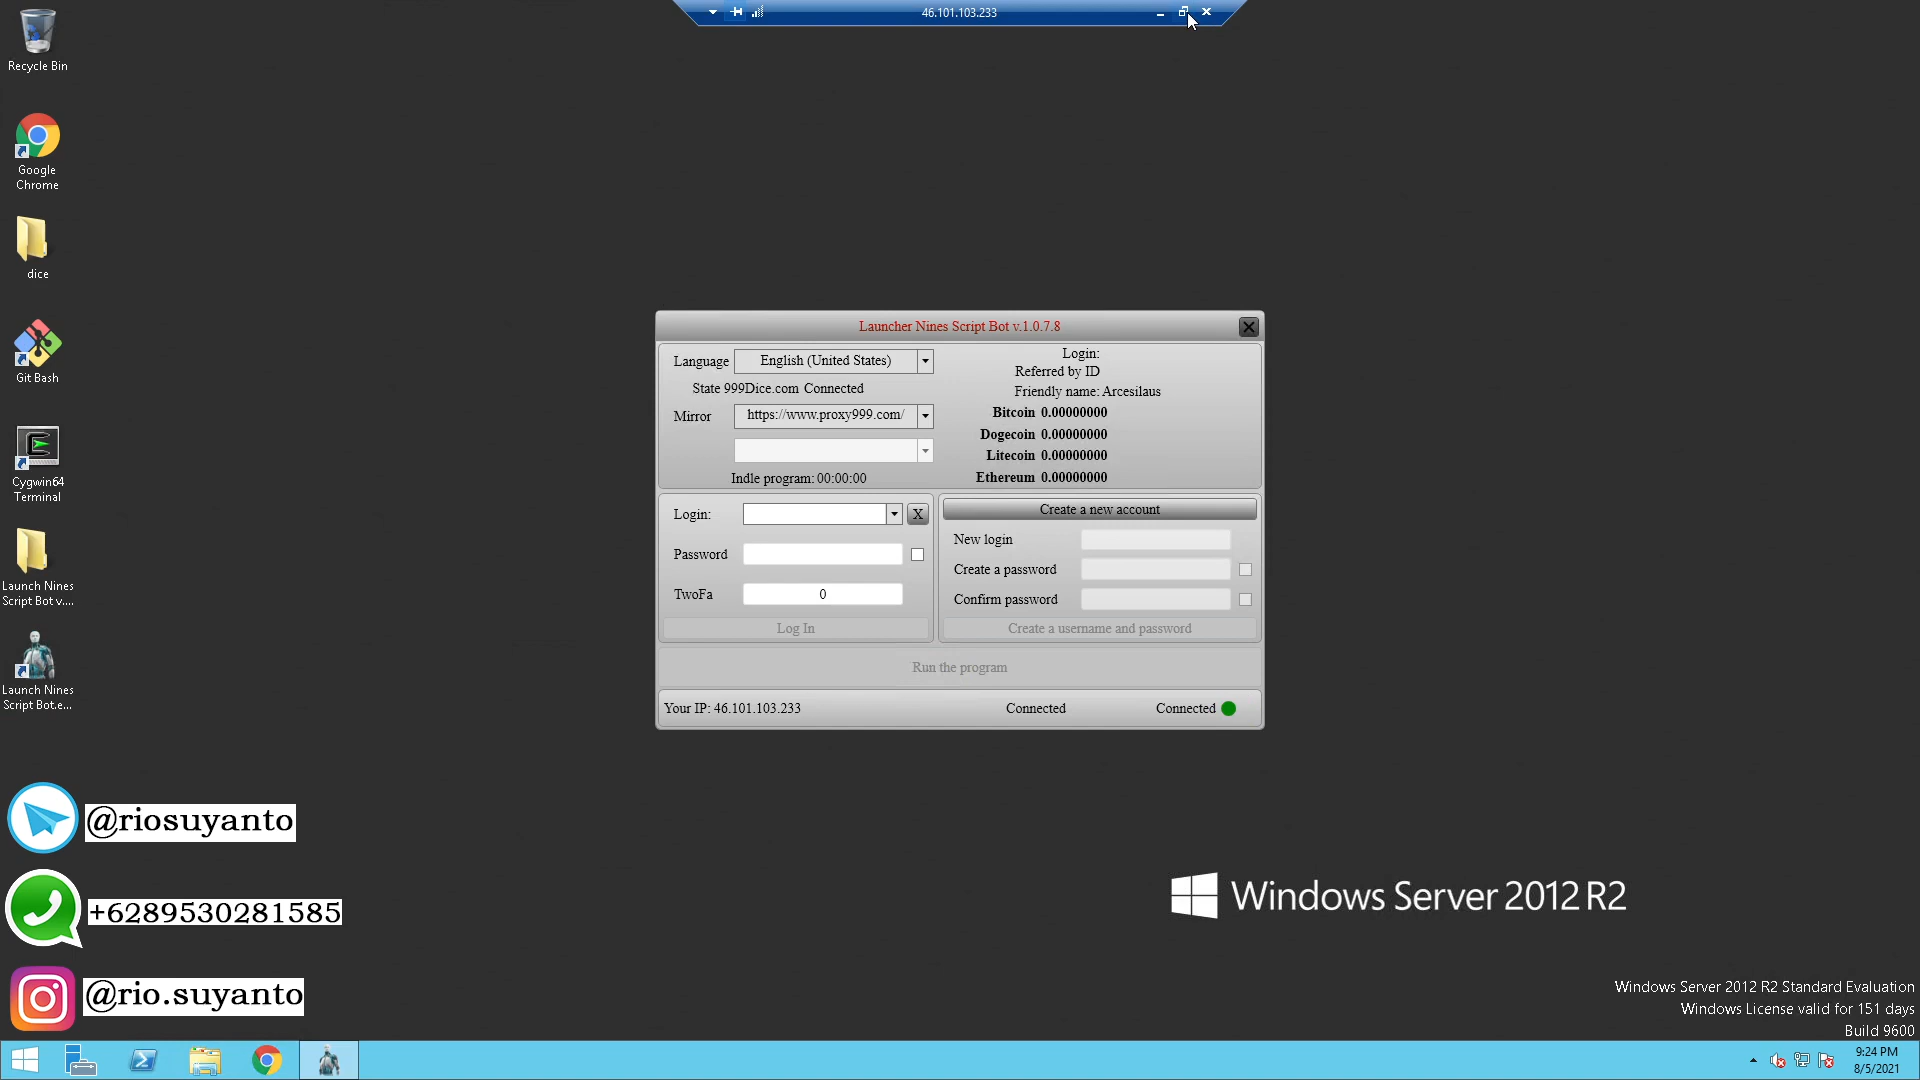 46.101.103.233
Recycle Bin
Google
Chrome
dice
Git Bash
Cygwin64
Terminal
Launch Nines
Script Bot v....
Launch Nines
Script Bot.e...
Launcher Nines Script Bot v.1.0.7.8
Language English (United States)
State 999Dice.com Connected
Mirror https://www.proxy999.com/
Indle program: 00:00:00
Login:
Referred by ID
Friendly name: Arcesilaus
Bitcoin 0.00000000
Dogecoin 0.00000000
Litecoin 0.00000000
Ethereum 0.00000000
Login: X
Password
TwoFa 0
Log In
Create a new account
New login
Create a password
Confirm password
Create a username and password
Run the program
Your IP: 46.101.103.233 Connected Connected
@riosuyanto
+6289530281585
@rio.suyanto
Windows Server 2012 R2
Windows Server 2012 R2 Standard Evaluation
Windows License valid for 151 days
Build 9600
9:24 PM
8/5/2021